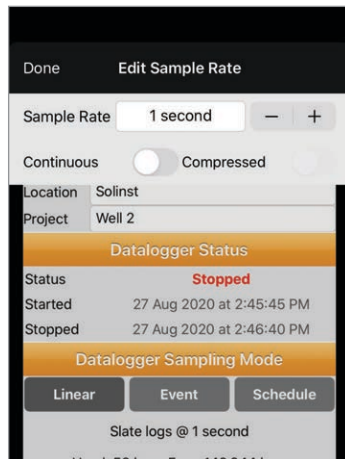 Done Edit Sample Rate
Sample Rate 1 second − +
Continuous Compressed
Location Solinst
Project Well 2
Datalogger Status
Status Stopped
Started 27 Aug 2020 at 2:45:45 PM
Stopped 27 Aug 2020 at 2:46:40 PM
Datalogger Sampling Mode
Linear Event Schedule
Slate logs @ 1 second